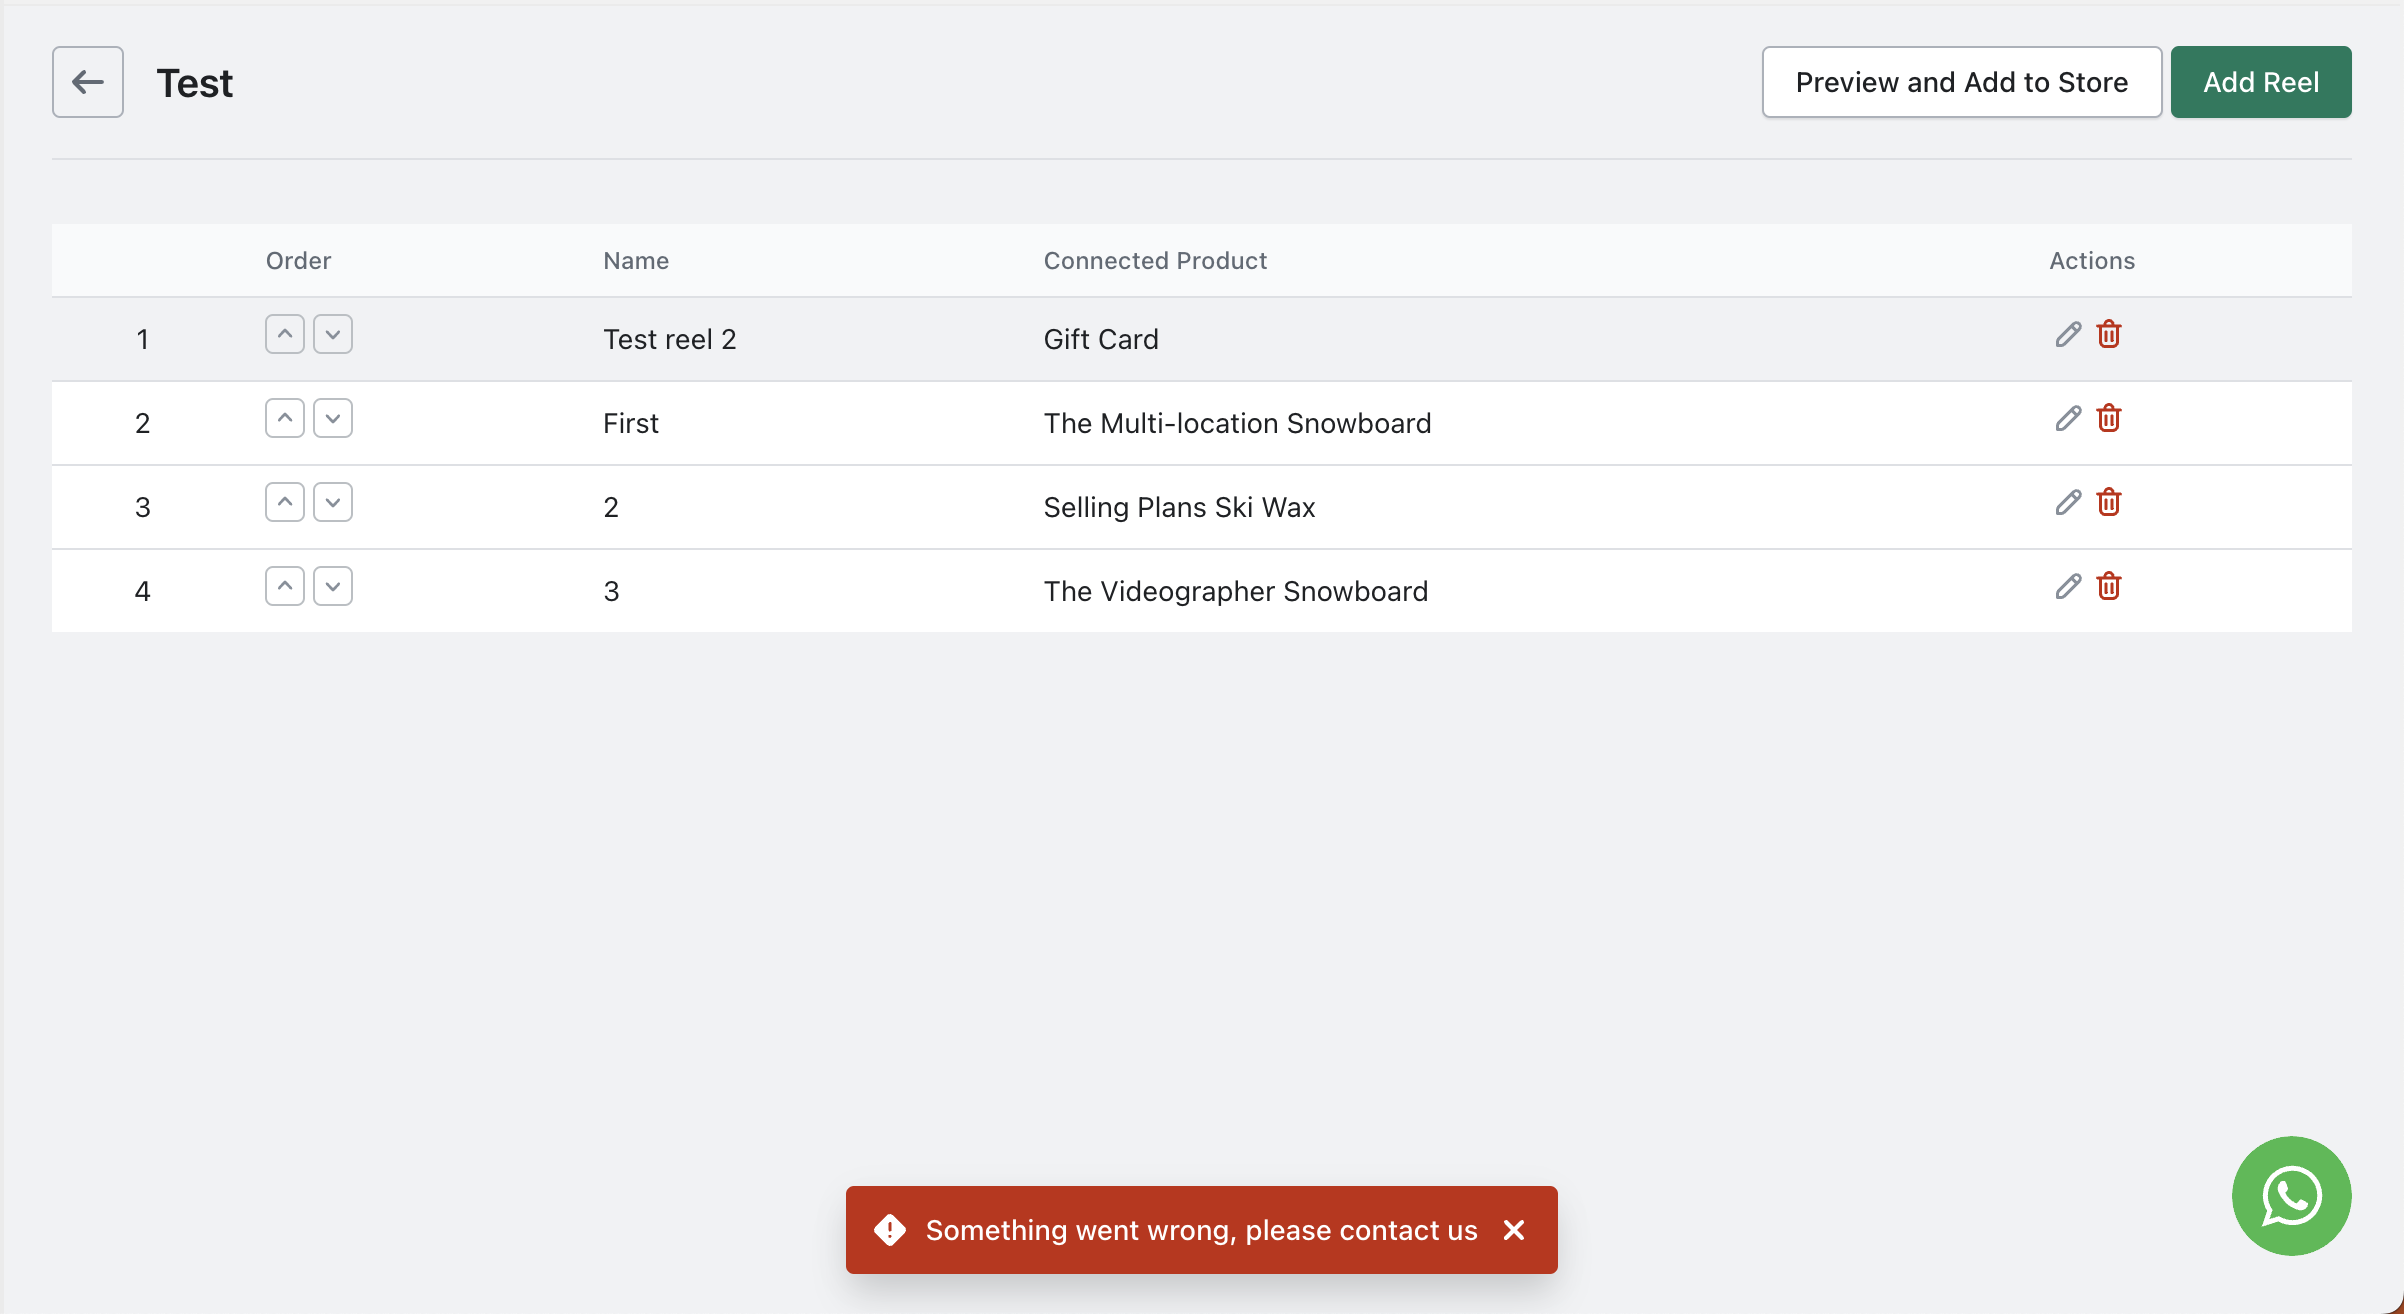 Test
Preview and Add to Store
Add Reel
Order Name Connected Product Actions
1 Test reel 2 Gift Card
2 First The Multi-location Snowboard
3 2 Selling Plans Ski Wax
4 3 The Videographer Snowboard
Something went wrong, please contact us